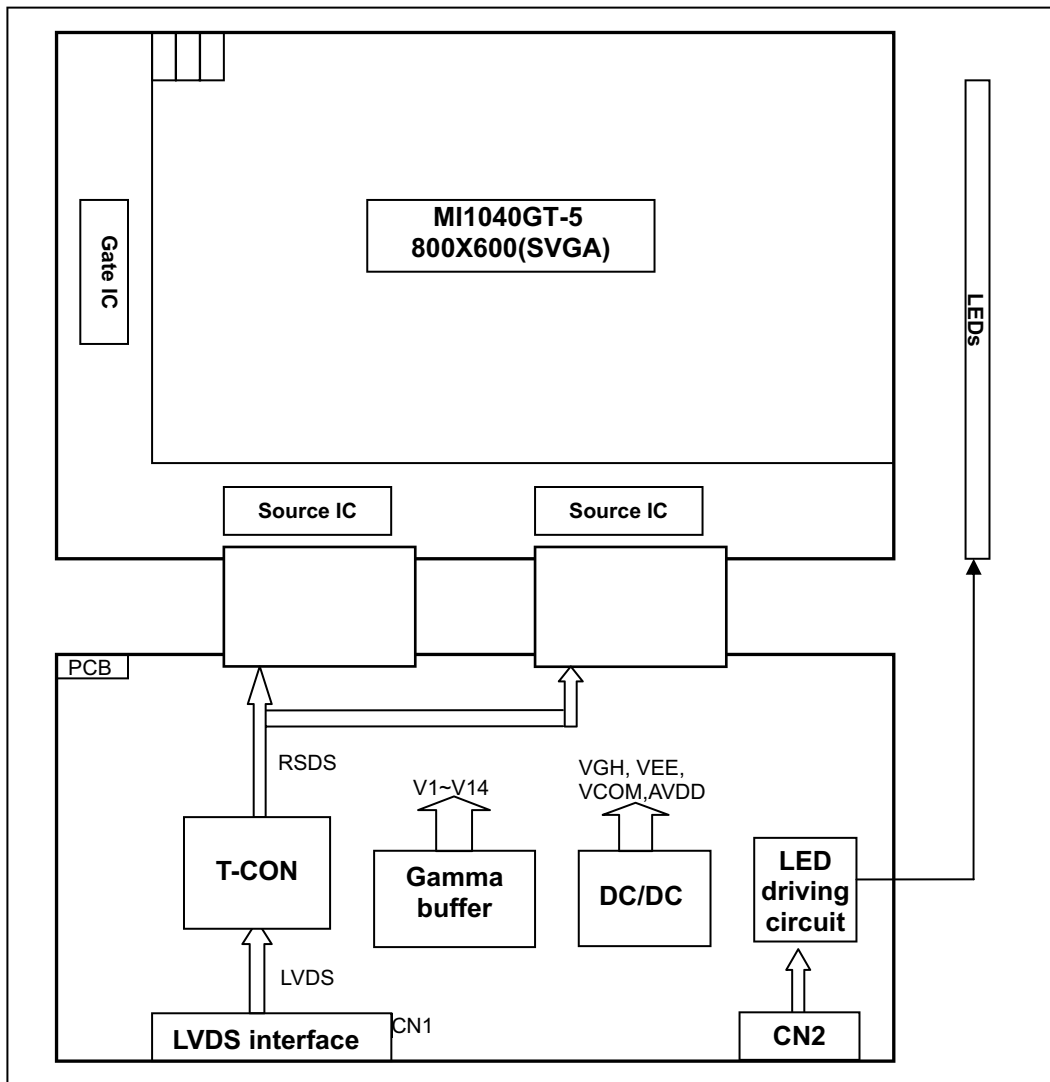 MI1040GT-5
800X600(SVGA)
Gate IC
LEDs
Source IC
Source IC
PCB
RSDS
V1~V14
VGH, VEE,
VCOM,AVDD
T-CON
Gamma
buffer
DC/DC
LED
driving
circuit
LVDS
LVDS interface
CN1
CN2